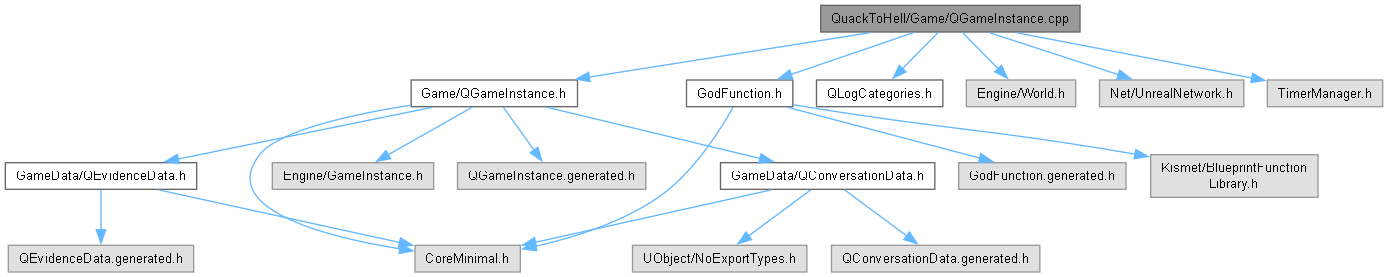 QuackToHell/Game/QGameInstance.cpp
Game/QGameInstance.h
GodFunction.h
QLogCategories.h
Engine/World.h
Net/UnrealNetwork.h
TimerManager.h
GameData/QEvidenceData.h
Engine/GameInstance.h
QGameInstance.generated.h
GameData/QConversationData.h
GodFunction.generated.h
Kismet/BlueprintFunction
Library.h
QEvidenceData.generated.h
CoreMinimal.h
UObject/NoExportTypes.h
QConversationData.generated.h